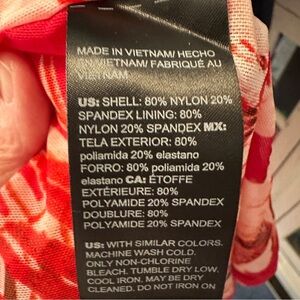 MADE IN VIETNAM/ HECHO
EN VIETNAM/ FABRIQUÉ AU
VIETNAM
US: SHELL: 80% NYLON 20%
SPANDEX LINING: 80%
NYLON 20% SPANDEX MX:
TELA EXTERIOR: 80%
poliamida 20% elastano
FORRO: 80% poliamida 20%
elastano CA: ÉTOFFE
EXTÉRIEURE: 80%
POLYAMIDE 20% SPANDEX
DOUBLURE: 80%
POLYAMIDE 20% SPANDEX
US: WITH SIMILAR COLORS.
MACHINE WASH COLD.
ONLY NON-CHLORINE
BLEACH. TUMBLE DRY LOW.
COOL IRON. MAY BE DRY
CLEANED. DO NOT IRON ON